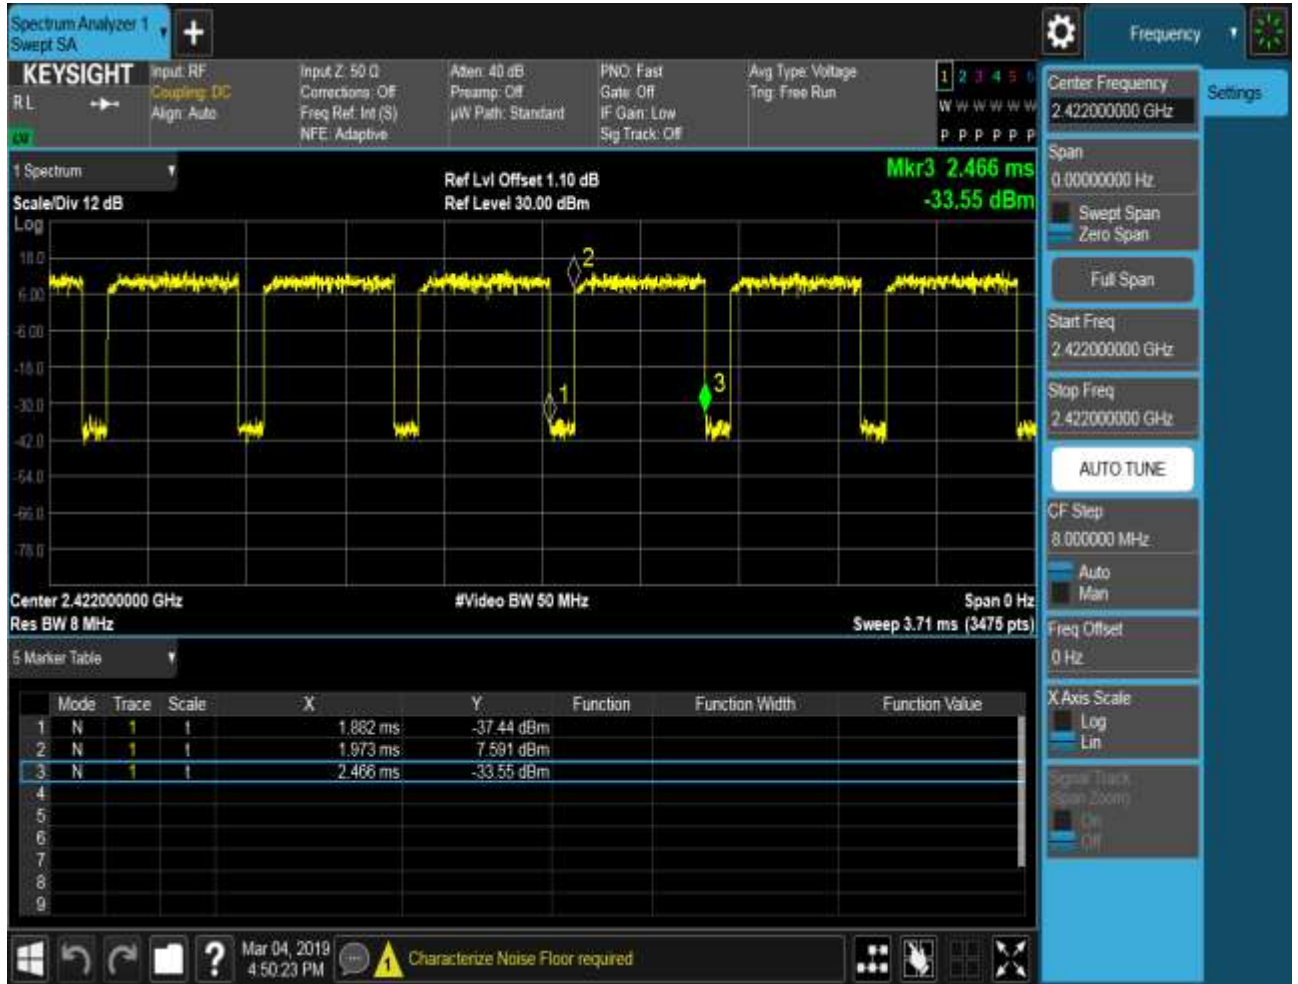 Spectrum Analyzer 1
Swept SA
+
Frequency
KEYSIGHT
RL
Input: RF
Coupling: DC
Align: Auto
Input Z: 50 Ω
Corrections: Off
Freq Ref: Int (S)
NFE: Adaptive
Atten: 40 dB
Preamp: Off
µW Path: Standard
PNO: Fast
Gate: Off
IF Gain: Low
Sig Track: Off
Avg Type: Voltage
Trig: Free Run
1 2 3 4 5 6
W W W W W W
P P P P P P
1 Spectrum
Scale/Div 12 dB
Ref Lvl Offset 1.10 dB
Ref Level 30.00 dBm
Mkr3 2.466 ms
-33.55 dBm
Log
18.0
6.00
-6.00
-18.0
-30.0
-42.0
-54.0
-66.0
-78.0
2
1
3
Center 2.422000000 GHz
#Video BW 50 MHz
Span 0 Hz
Res BW 8 MHz
Sweep 3.71 ms (3475 pts)
5 Marker Table
Mode Trace Scale X Y Function Function Width Function Value
1 N 1 t 1.882 ms -37.44 dBm
2 N 1 t 1.973 ms 7.591 dBm
3 N 1 t 2.466 ms -33.55 dBm
4
5
6
7
8
9
Center Frequency
2.422000000 GHz
Settings
Span
0.00000000 Hz
Swept Span
Zero Span
Full Span
Start Freq
2.422000000 GHz
Stop Freq
2.422000000 GHz
AUTO TUNE
CF Step
8.000000 MHz
Auto
Man
Freq Offset
0 Hz
X Axis Scale
Log
Lin
Signal Track
(Span Zoom)
On
Off
?
Mar 04, 2019
4:50:23 PM
1
Characterize Noise Floor required